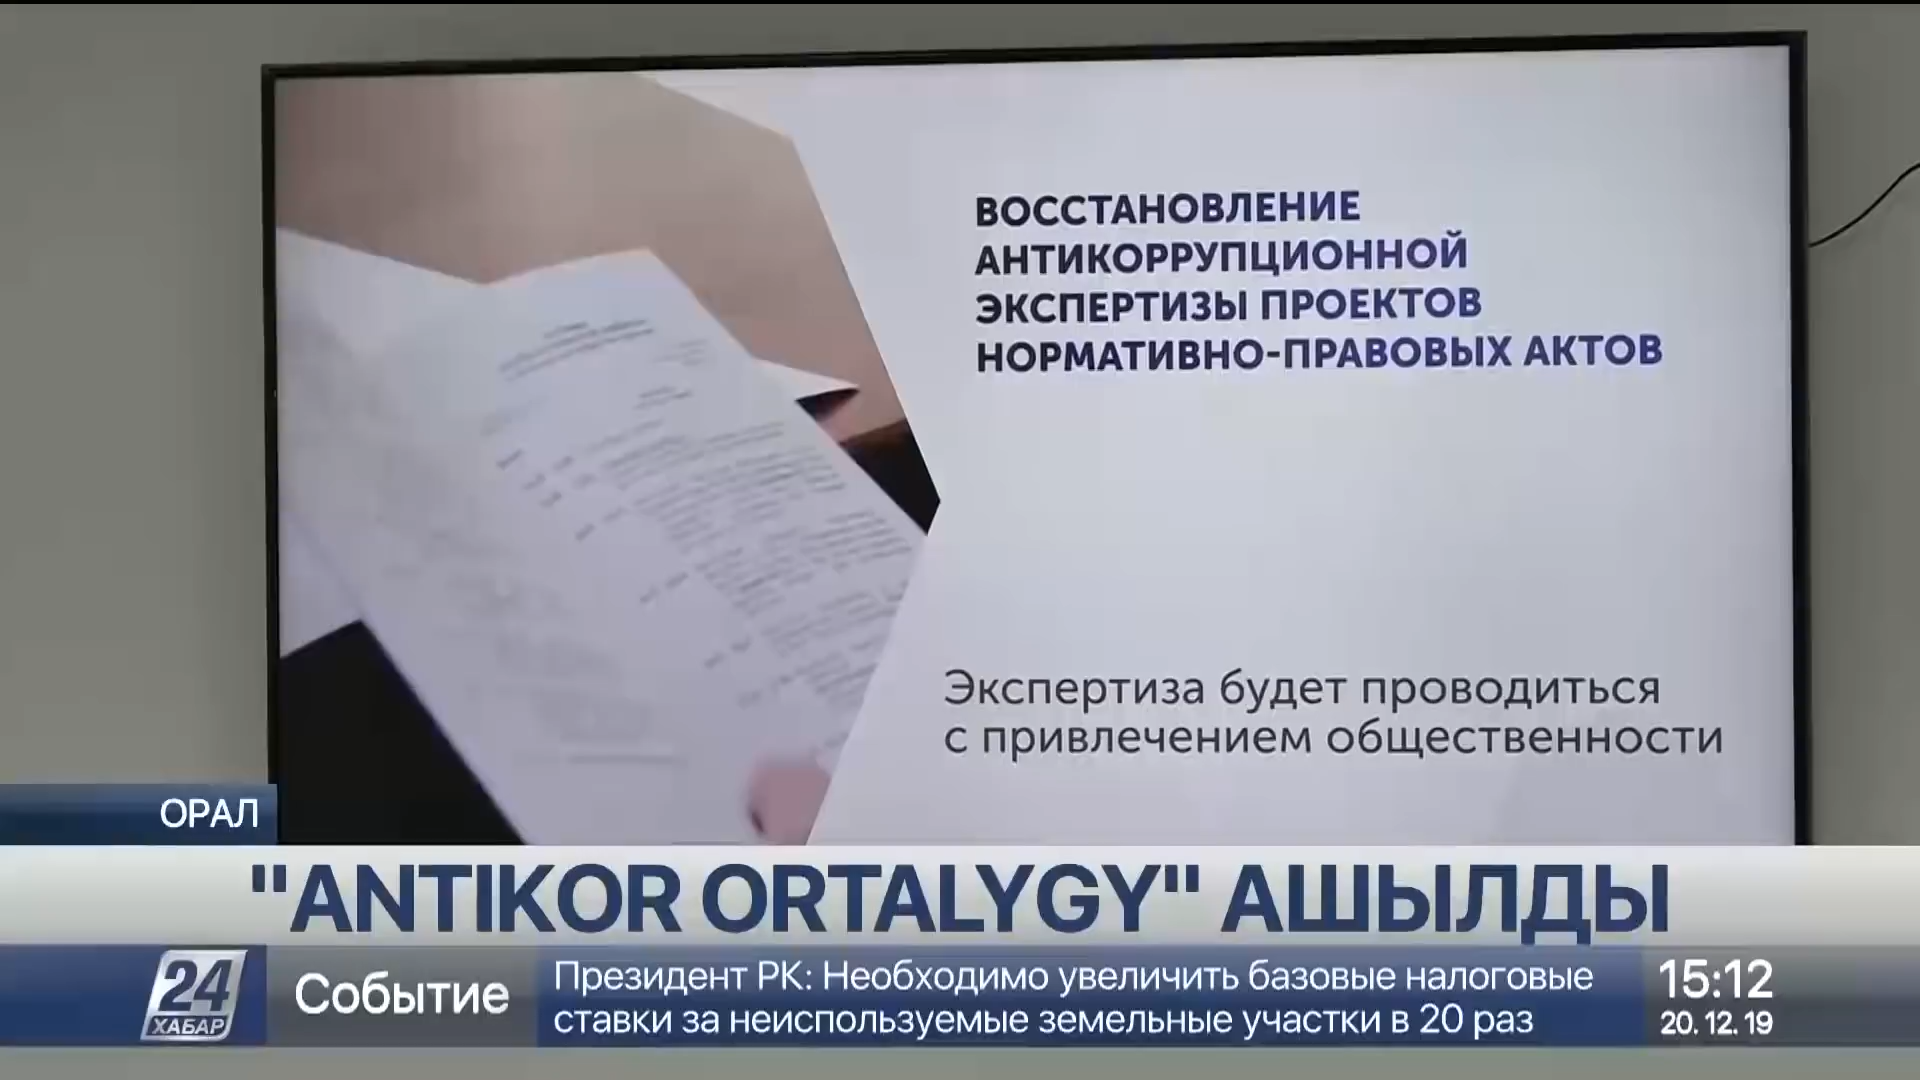 ВОССТАНОВЛЕНИЕ
АНТИКОРРУПЦИОННОЙ
ЭКСПЕРТИЗЫ ПРОЕКТОВ
НОРМАТИВНО-ПРАВОВЫХ АКТОВ
Экспертиза будет проводиться
с привлечением общественности
ОРАЛ
"ANTIKOR ORTALYGY" АШЫЛДЫ
24
ХАБАР
Событие
Президент РК: Необходимо увеличить базовые налоговые
ставки за неиспользуемые земельные участки в 20 раз
15:12
20. 12. 19